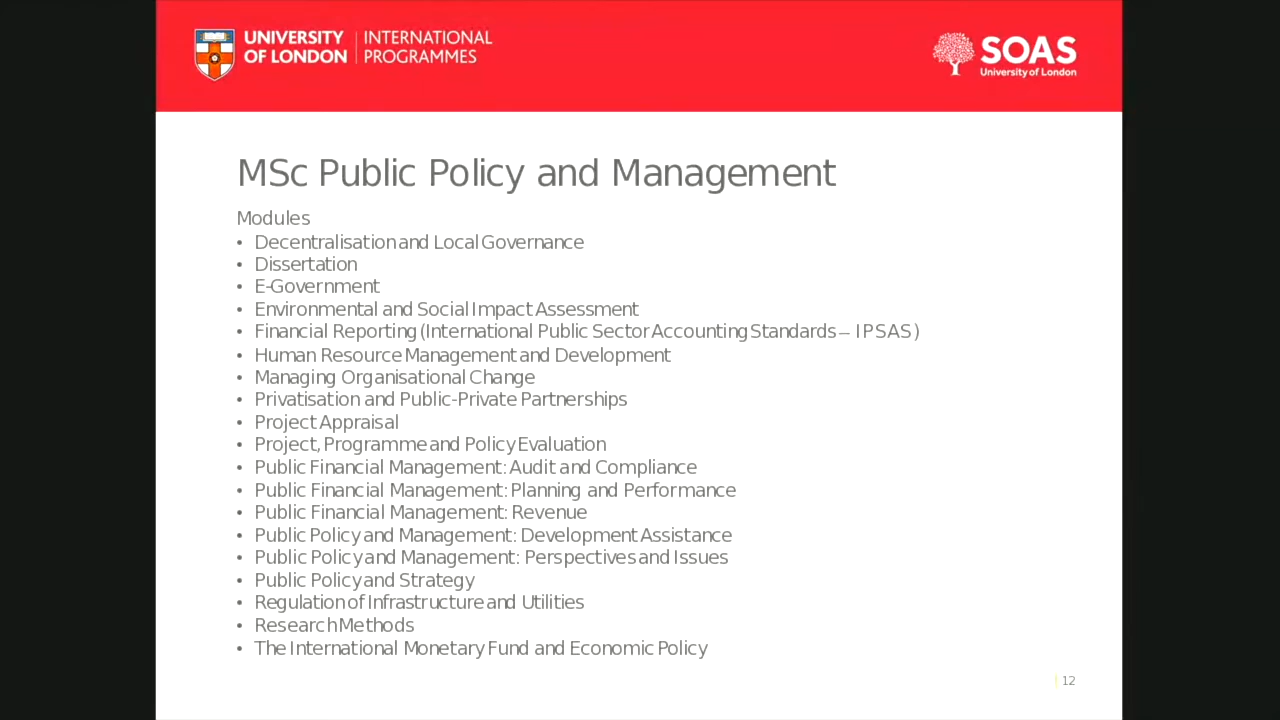 UNIVERSITY OF LONDON
INTERNATIONAL PROGRAMMES
SOAS
University of London
MSc Public Policy and Management
Modules
• Decentralisation and Local Governance
• Dissertation
• E-Government
• Environmental and Social Impact Assessment
• Financial Reporting (International Public Sector Accounting Standards – IPSAS)
• Human Resource Management and Development
• Managing Organisational Change
• Privatisation and Public-Private Partnerships
• Project Appraisal
• Project, Programme and Policy Evaluation
• Public Financial Management: Audit and Compliance
• Public Financial Management: Planning and Performance
• Public Financial Management: Revenue
• Public Policy and Management: Development Assistance
• Public Policy and Management: Perspectives and Issues
• Public Policy and Strategy
• Regulation of Infrastructure and Utilities
• Research Methods
• The International Monetary Fund and Economic Policy
12